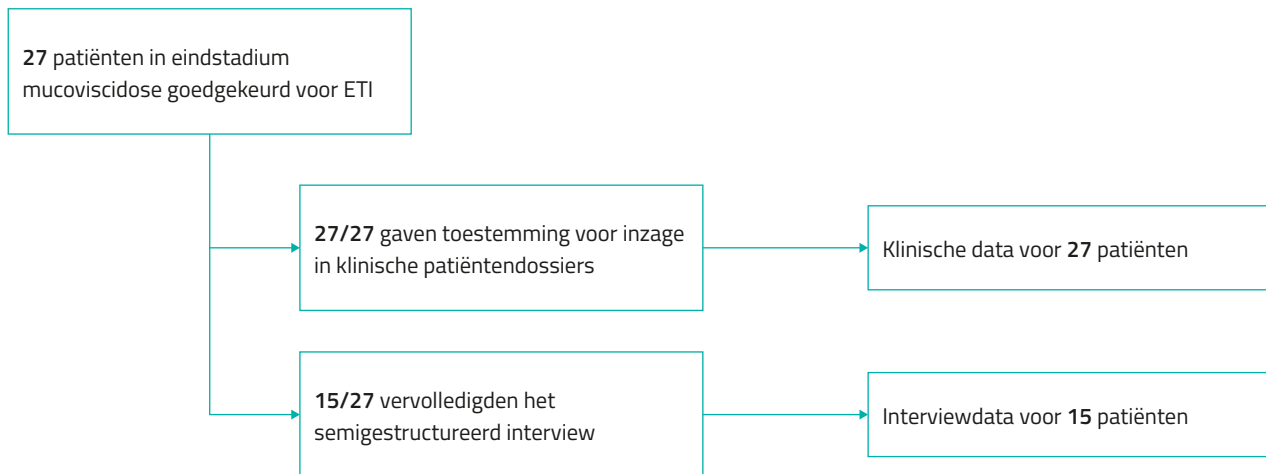 27 patiënten in eindstadium
mucoviscidose goedgekeurd voor ETI
27/27 gaven toestemming voor inzage
in klinische patiëntendossiers
Klinische data voor 27 patiënten
15/27 vervolledigden het
semigestructureerd interview
Interviewdata voor 15 patiënten